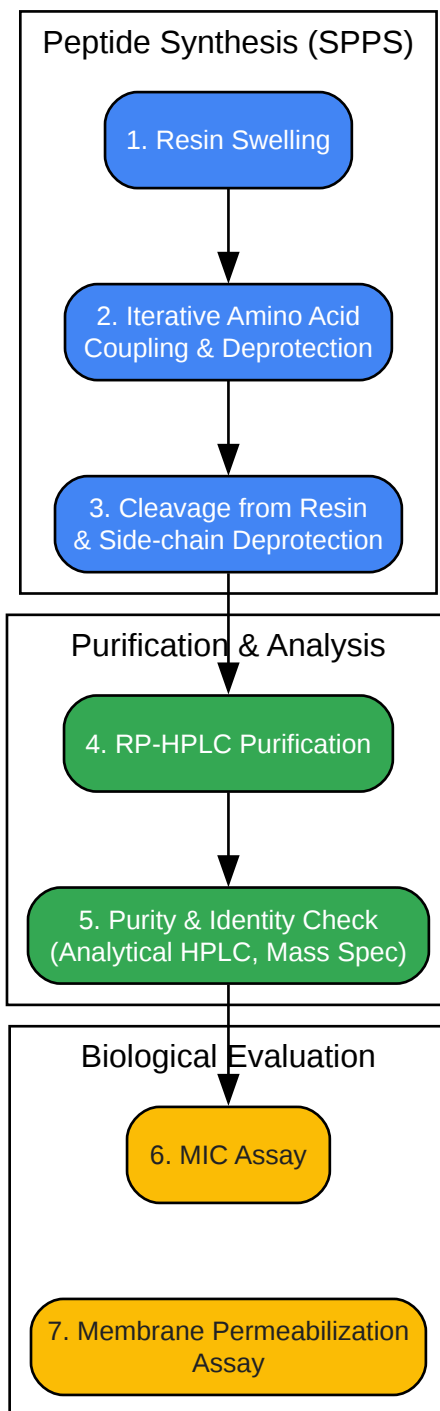 Peptide Synthesis (SPPS)
1. Resin Swelling
2. Iterative Amino Acid
Coupling & Deprotection
3. Cleavage from Resin
& Side-chain Deprotection
Purification & Analysis
4. RP-HPLC Purification
5. Purity & Identity Check
(Analytical HPLC, Mass Spec)
Biological Evaluation
6. MIC Assay
7. Membrane Permeabilization
Assay